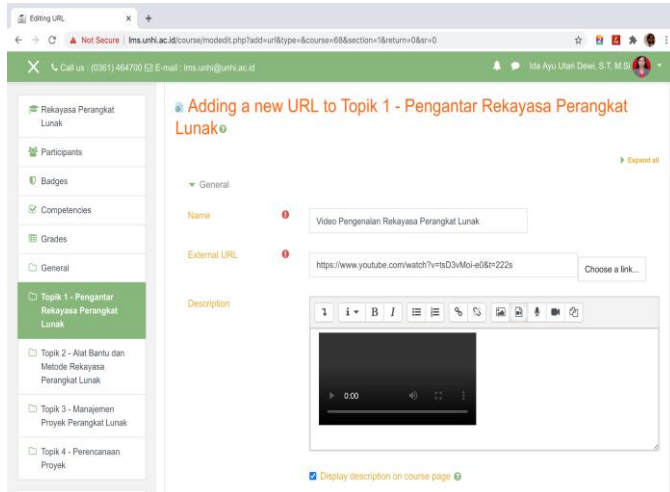 Editing URL
Not Secure | lms.unhi.ac.id/course/modedit.php?add=url&type=&course=68&section=1&return=0&sr=0
Call us : (0361) 464700 E-mail : lms.unhi@unhi.ac.id
Ida Ayu Utari Dewi, S.T, M.Si
Rekayasa Perangkat
Lunak
Participants
Badges
Competencies
Grades
General
Topik 1 - Pengantar
Rekayasa Perangkat
Lunak
Topik 2 - Alat Bantu dan
Metode Rekayasa
Perangkat Lunak
Topik 3 - Manajemen
Proyek Perangkat Lunak
Topik 4 - Perencanaan
Proyek
Adding a new URL to Topik 1 - Pengantar Rekayasa Perangkat
Lunak
Expand all
General
Name
Video Pengenalan Rekayasa Perangkat Lunak
External URL
https://www.youtube.com/watch?v=tsD3vMoi-e0&t=222s
Choose a link...
Description
B I
0:00
Display description on course page